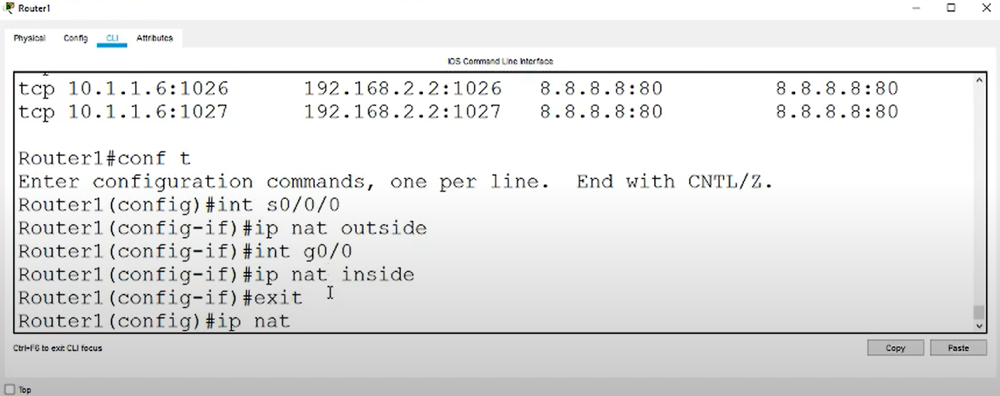 Router1
Physical Config CLI Attributes
IOS Command Line Interface
tcp 10.1.1.6:1026 192.168.2.2:1026 8.8.8.8:80 8.8.8.8:80
tcp 10.1.1.6:1027 192.168.2.2:1027 8.8.8.8:80 8.8.8.8:80
Router1#conf t
Enter configuration commands, one per line. End with CNTL/Z.
Router1(config)#int s0/0/0
Router1(config-if)#ip nat outside
Router1(config-if)#int g0/0
Router1(config-if)#ip nat inside
Router1(config-if)#exit
Router1(config)#ip nat
Ctrl+F6 to exit CLI focus
Copy Paste
Top